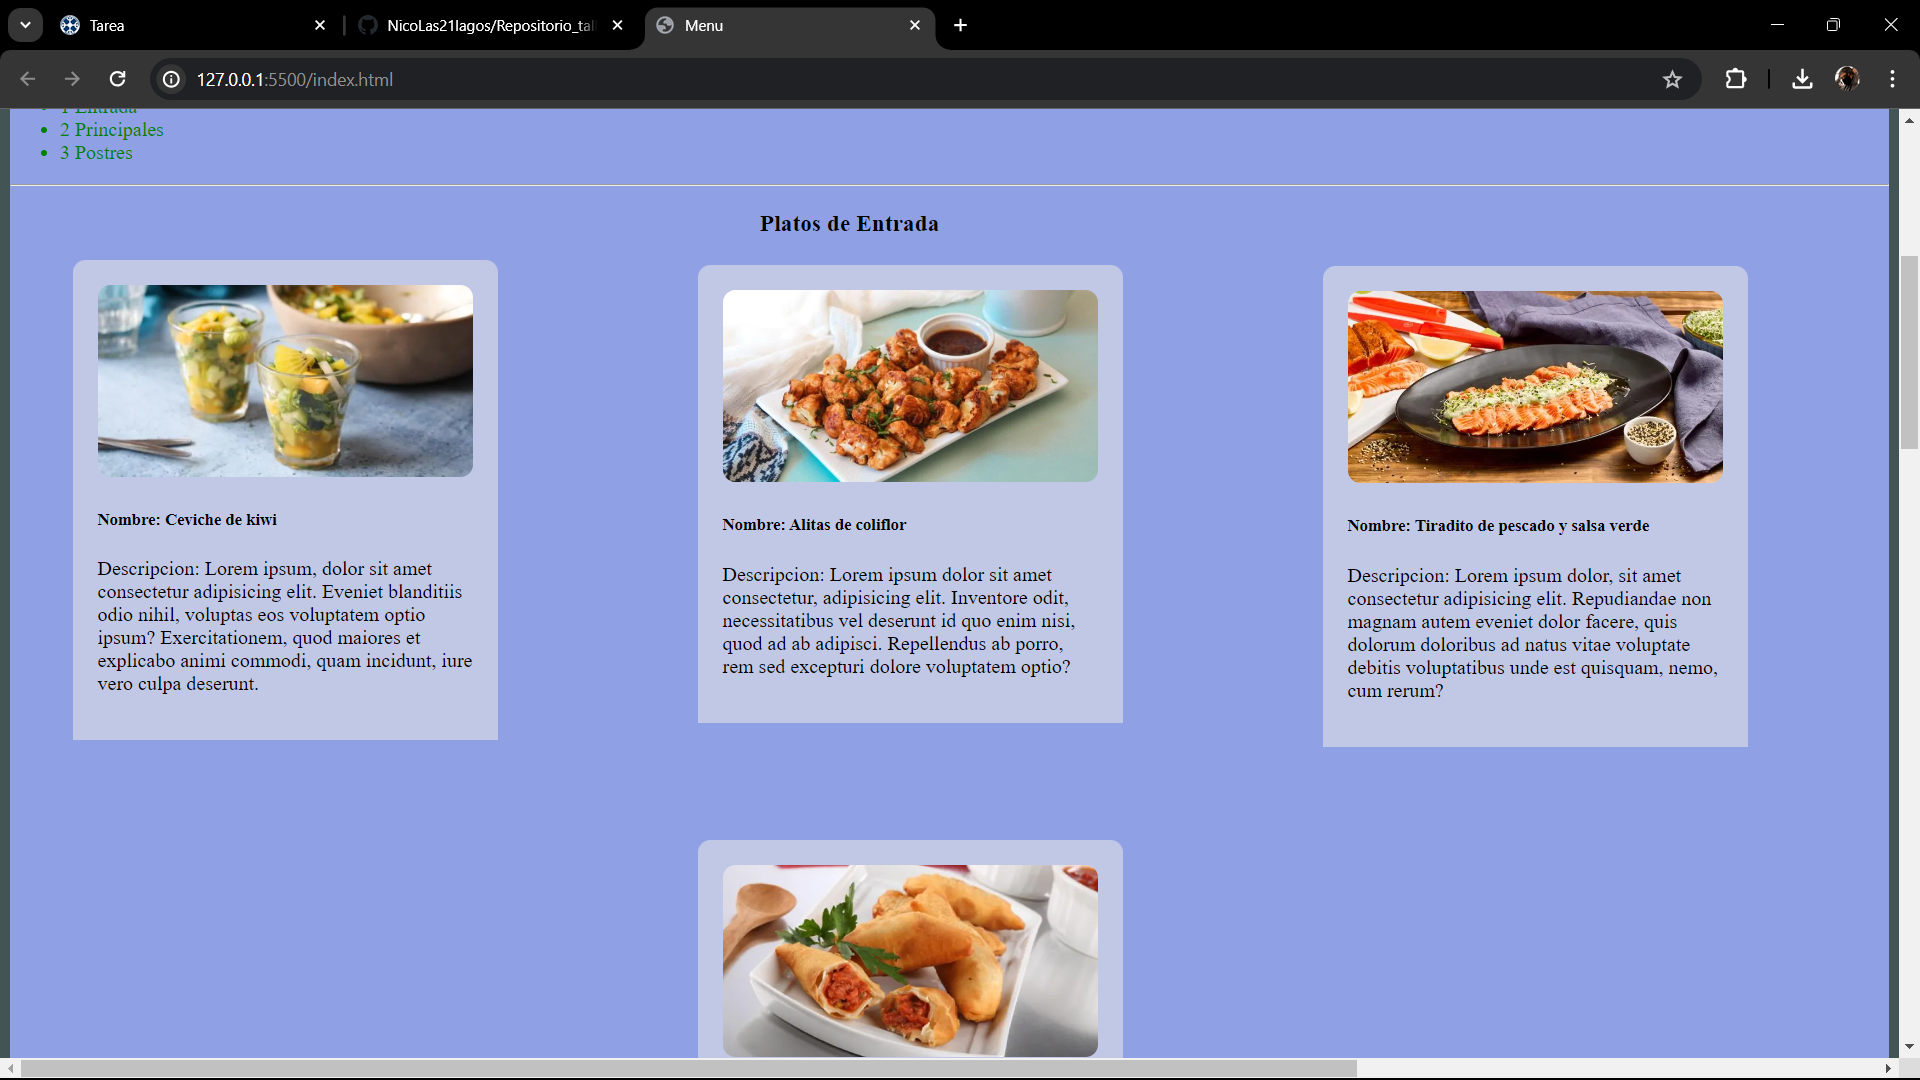 Tarea
NicoLas21lagos/Repositorio_tal
Menu
127.0.0.1:5500/index.html
1 Entrada
2 Principales
3 Postres
Platos de Entrada
Nombre: Ceviche de kiwi
Descripcion: Lorem ipsum, dolor sit amet
consectetur adipisicing elit. Eveniet blanditiis
odio nihil, voluptas eos voluptatem optio
ipsum? Exercitationem, quod maiores et
explicabo animi commodi, quam incidunt, iure
vero culpa deserunt.
Nombre: Alitas de coliflor
Descripcion: Lorem ipsum dolor sit amet
consectetur, adipisicing elit. Inventore odit,
necessitatibus vel deserunt id quo enim nisi,
quod ad ab adipisci. Repellendus ab porro,
rem sed excepturi dolore voluptatem optio?
Nombre: Tiradito de pescado y salsa verde
Descripcion: Lorem ipsum dolor, sit amet
consectetur adipisicing elit. Repudiandae non
magnam autem eveniet dolor facere, quis
dolorum doloribus ad natus vitae voluptate
debitis voluptatibus unde est quisquam, nemo,
cum rerum?